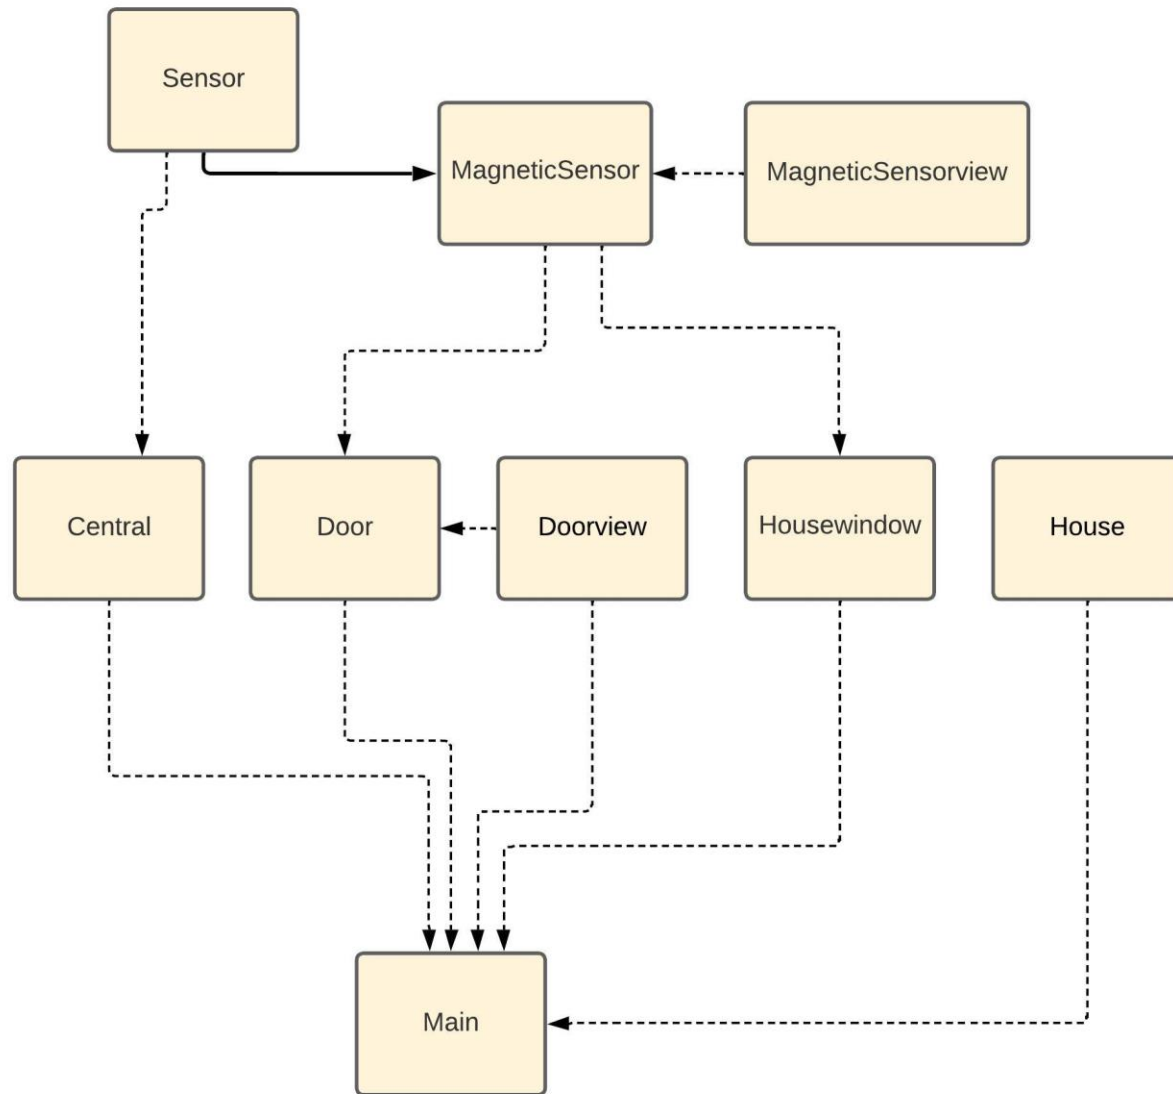 Sensor
MagneticSensor
MagneticSensorview
Central
Door
Doorview
Housewindow
House
Main